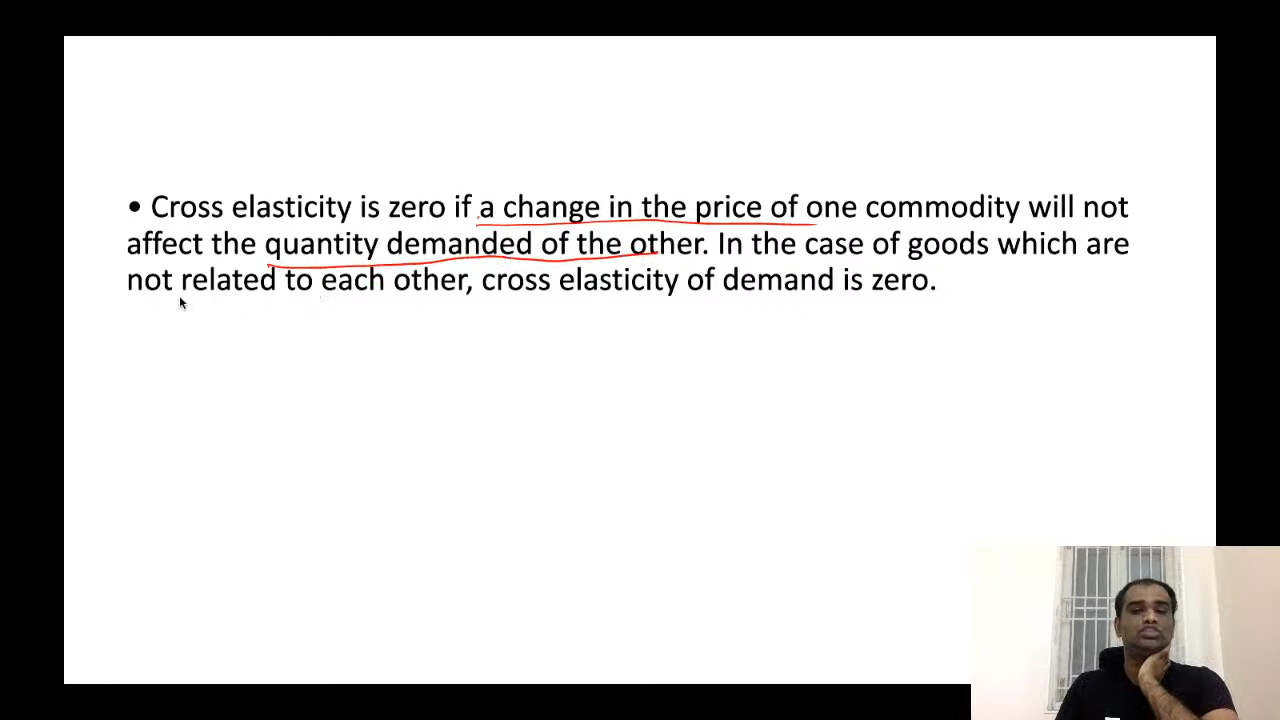 • Cross elasticity is zero if a change in the price of one commodity will not
affect the quantity demanded of the other. In the case of goods which are
not related to each other, cross elasticity of demand is zero.